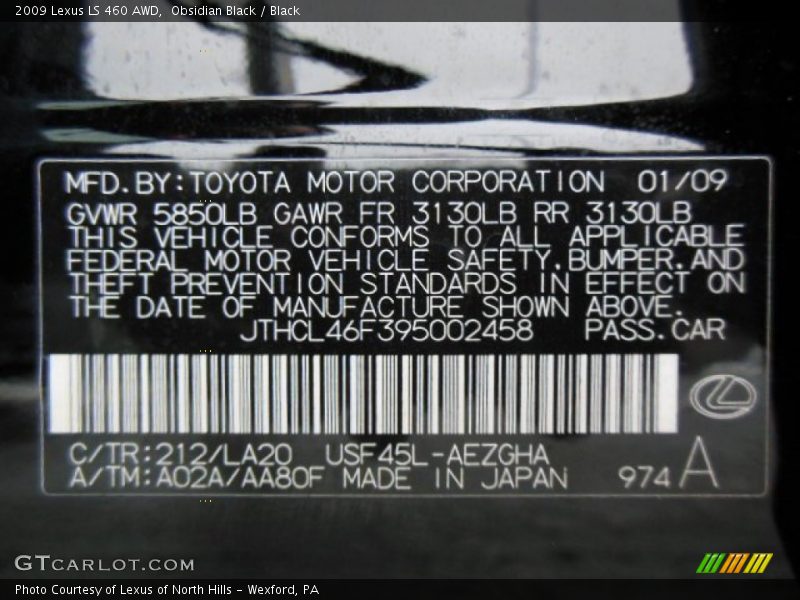 2009 Lexus LS 460 AWD,  Obsidian Black / Black
MFD.BY:TOYOTA MOTOR CORPORATION 01/09
GVWR 5850LB GAWR FR 3130LB RR 3130LB
THIS VEHICLE CONFORMS TO ALL APPLICABLE
FEDERAL MOTOR VEHICLE SAFETY,BUMPER,AND
THEFT PREVENTION STANDARDS IN EFFECT ON
THE DATE OF MANUFACTURE SHOWN ABOVE.
JTHCL46F395002458 PASS.CAR
C/TR:212/LA20 USF45L-AEZGHA
A/TM:A02A/AA80F MADE IN JAPAN 974 A
GTCARLOT.COM
Photo Courtesy of Lexus of North Hills - Wexford, PA